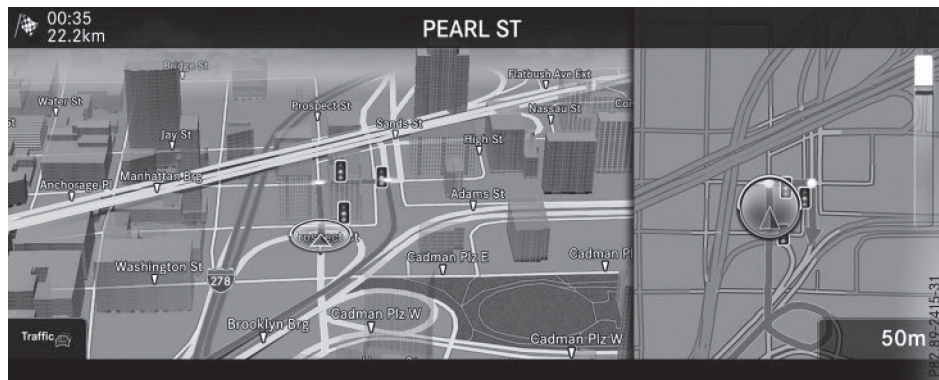 00:35
22.2km
PEARL ST
Bridge St
Flatbush Ave Ext
Water St
Prospect St
Nassau St
Sands St
Jay St
High St
Manhattan Brg
Anchorage Pl
Adams St
rospect
Cadman Plz E
Cadman Pl
Washington St
278
Cadman Plz W
Brooklyn Brg
Cadman Plz W
Traffic
50m
P82.89-2415-31